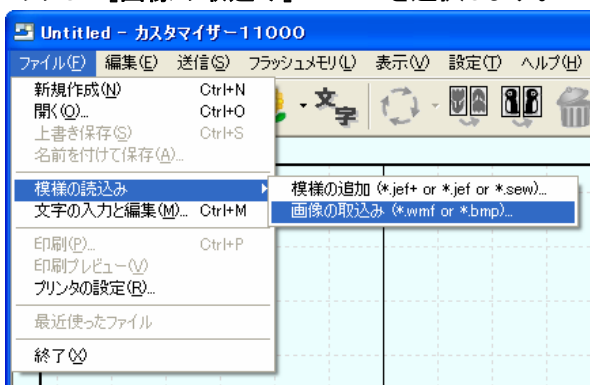 Untitled - カスタマイザー11000
ファイル(F) 編集(E) 送信(S) フラッシュメモリ(L) 表示(V) 設定(T) ヘルプ(H)
新規作成(N) Ctrl+N
開く(O)... Ctrl+O
上書き保存(S) Ctrl+S
名前を付けて保存(A)...
模様の読込み
模様の追加 (*.jef+ or *.jef or *.sew)...
文字の入力と編集(M)... Ctrl+M
画像の取込み (*.wmf or *.bmp)...
印刷(P)... Ctrl+P
印刷プレビュー(V)
プリンタの設定(R)...
最近使ったファイル
終了(X)
文字